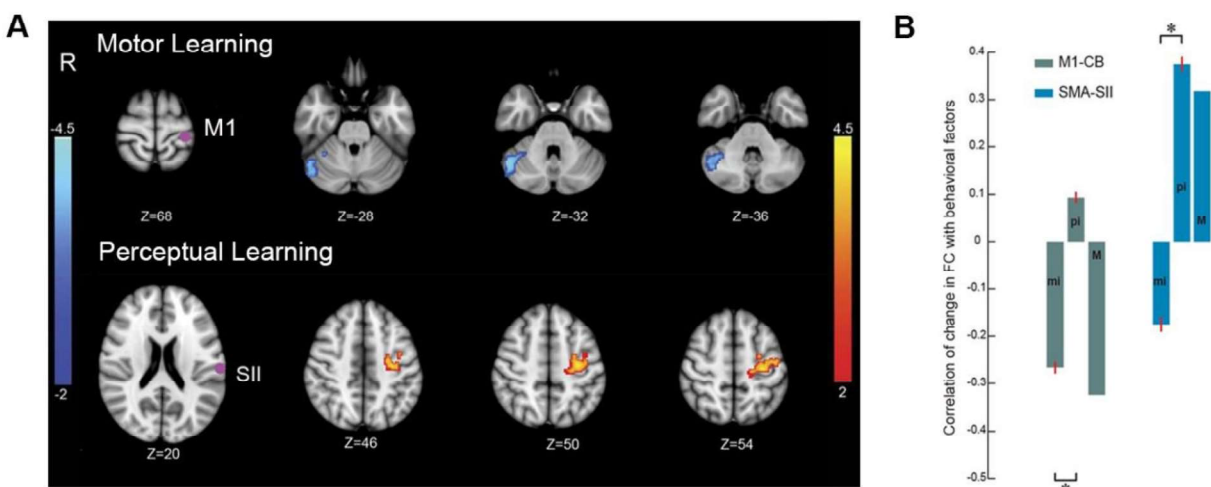 A
Motor Learning
R
-4.5
4.5
M1
Z=68
Z=-28
Z=-32
Z=-36
Perceptual Learning
SII
-2
2
Z=20
Z=46
Z=50
Z=54
B
*
M1-CB
SMA-SII
Correlation of change in FC with behavioral factors
0.4
0.3
0.2
0.1
0
-0.1
-0.2
-0.3
-0.4
-0.5
mi
pi
M
mi
pi
M
*